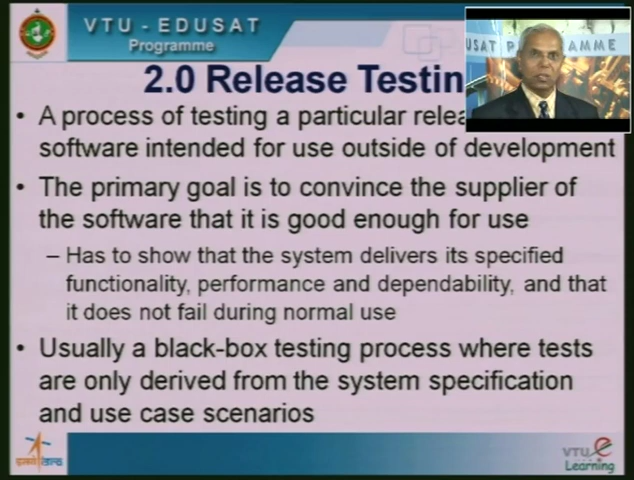 VTU - EDUSAT
Programme
2.0 Release Testin
USAT PROGRAMME
• A process of testing a particular relea
software intended for use outside of development
• The primary goal is to convince the supplier of
the software that it is good enough for use
– Has to show that the system delivers its specified
functionality, performance and dependability, and that
it does not fail during normal use
• Usually a black-box testing process where tests
are only derived from the system specification
and use case scenarios
VTU e
Learning